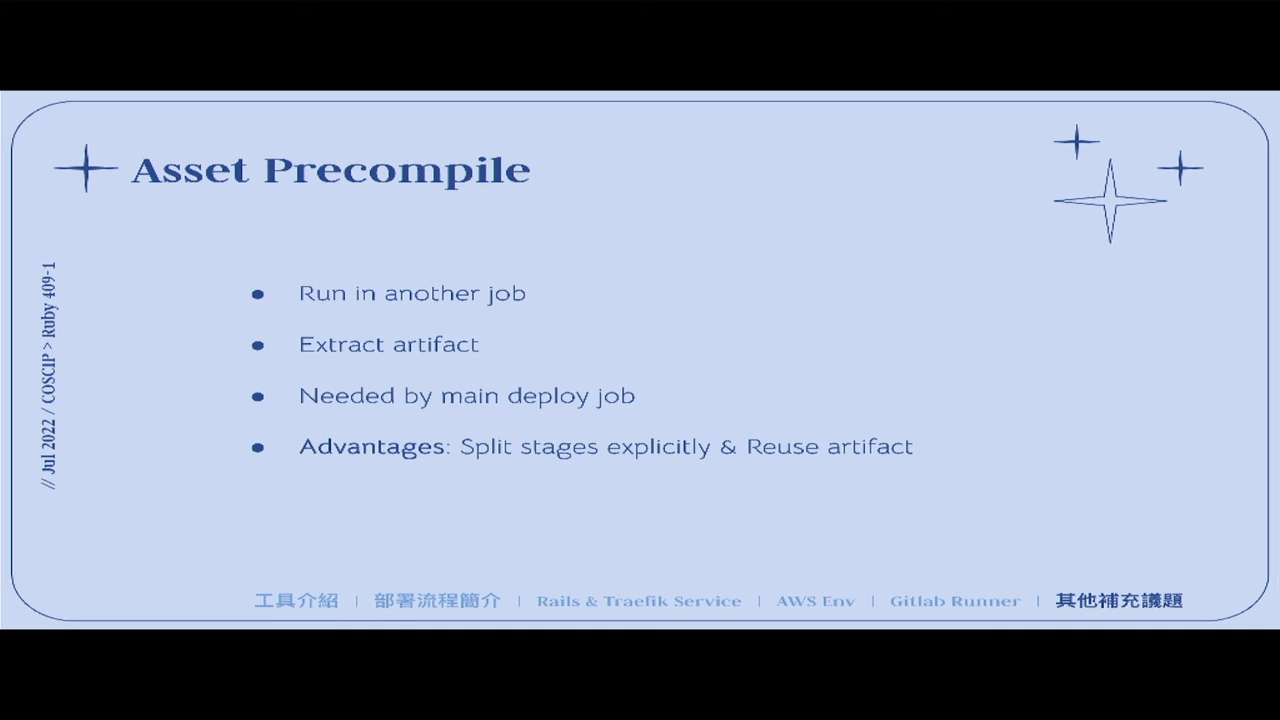 Asset Precompile
// Jul 2022 / COSCIP > Ruby 409-1
● Run in another job
● Extract artifact
● Needed by main deploy job
● Advantages: Split stages explicitly & Reuse artifact
工具介紹 | 部署流程簡介 | Rails & Traefik Service | AWS Env | Gitlab Runner | 其他補充議題